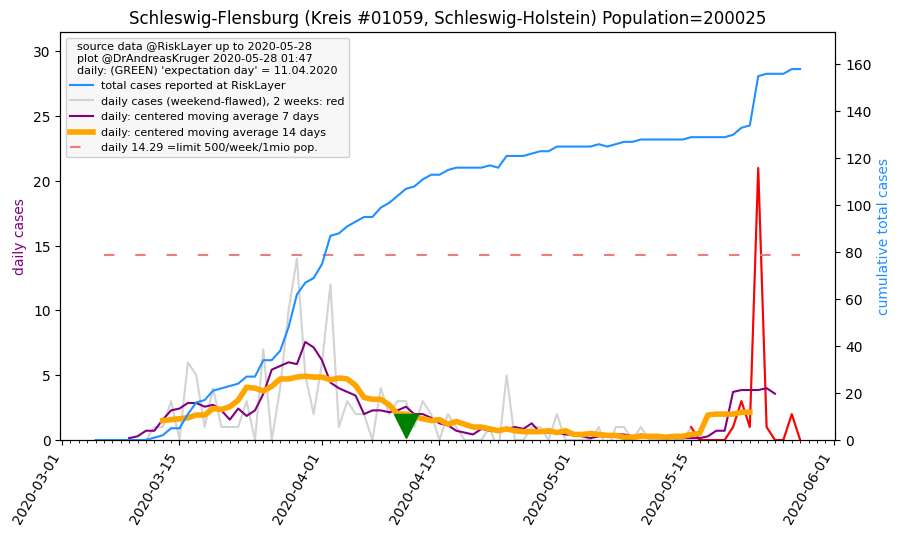 Schleswig-Flensburg (Kreis #01059, Schleswig-Holstein) Population=200025
source data @RiskLayer up to 2020-05-28
plot @DrAndreasKruger 2020-05-28 01:47
daily: (GREEN) 'expectation day' = 11.04.2020
total cases reported at RiskLayer
daily cases (weekend-flawed), 2 weeks: red
daily: centered moving average 7 days
daily: centered moving average 14 days
daily 14.29 =limit 500/week/1mio pop.
daily cases
30
25
20
15
10
5
0
cumulative total cases
160
140
120
100
80
60
40
20
0
2020-03-01
2020-03-15
2020-04-01
2020-04-15
2020-05-01
2020-05-15
2020-06-01